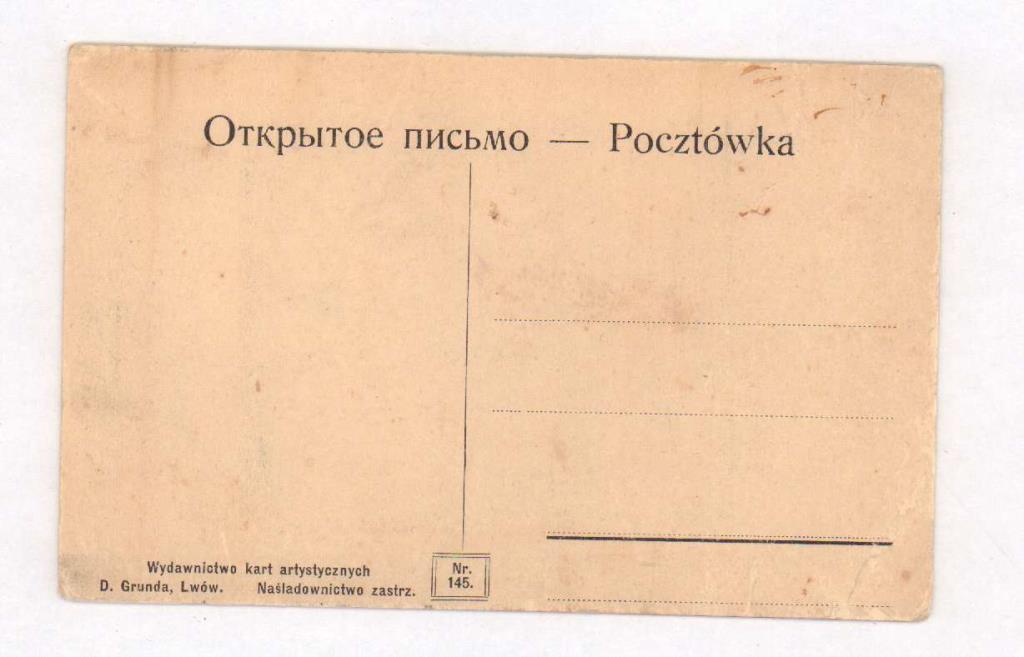 Открытое письмо — Pocztówka
Wydawnictwo kart artystycznych
D. Grunda, Lwów. Naśladownictwo zastrz.
Nr.
145.